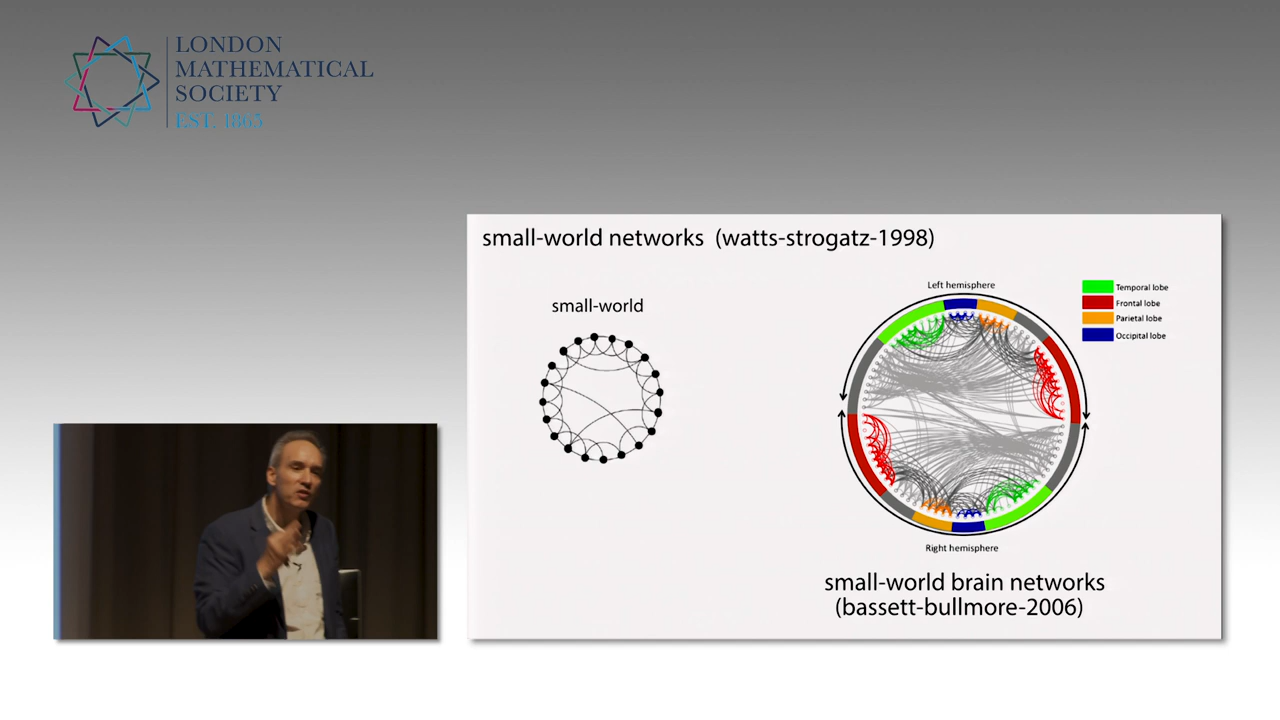 LONDON
MATHEMATICAL
SOCIETY
EST. 1865
small-world networks (watts-strogatz-1998)
small-world
Left hemisphere
Temporal lobe
Frontal lobe
Parietal lobe
Occipital lobe
Right hemisphere
small-world brain networks
(bassett-bullmore-2006)